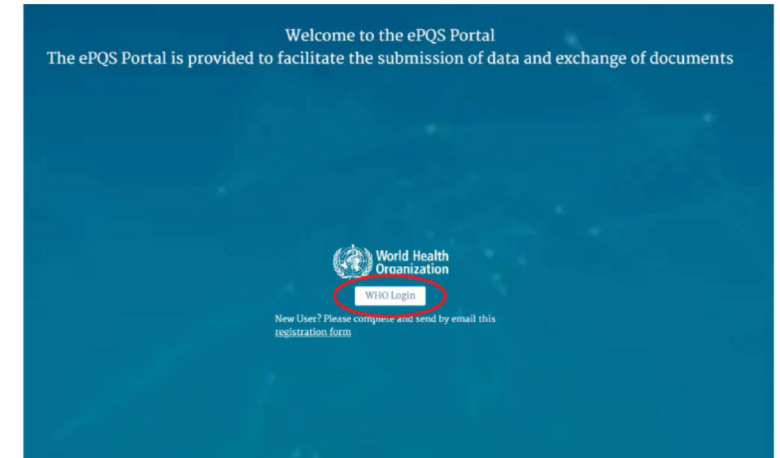 Welcome to the ePQS Portal
The ePQS Portal is provided to facilitate the submission of data and exchange of documents
World Health
Organization
WHO Login
New User? Please complete and send by email this
registration form